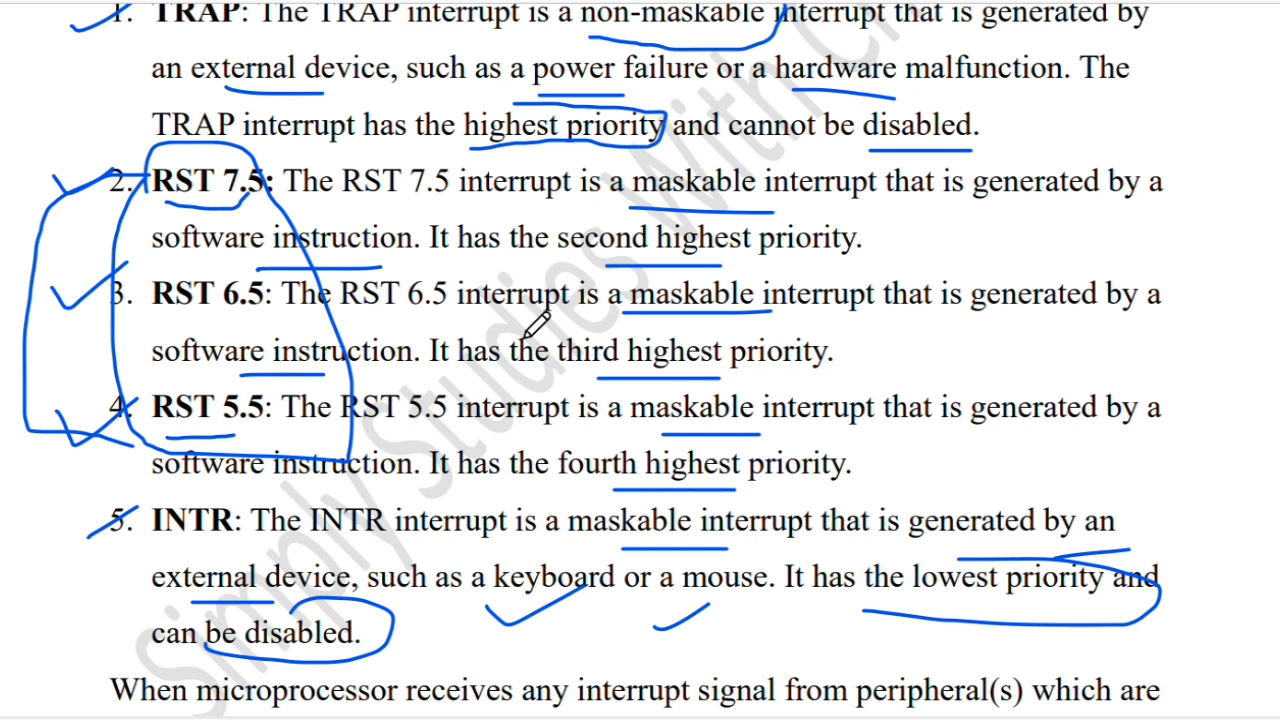 1. TRAP: The TRAP interrupt is a non-maskable interrupt that is generated by
an external device, such as a power failure or a hardware malfunction. The
TRAP interrupt has the highest priority and cannot be disabled.
2. RST 7.5: The RST 7.5 interrupt is a maskable interrupt that is generated by a
software instruction. It has the second highest priority.
3. RST 6.5: The RST 6.5 interrupt is a maskable interrupt that is generated by a
software instruction. It has the third highest priority.
4. RST 5.5: The RST 5.5 interrupt is a maskable interrupt that is generated by a
software instruction. It has the fourth highest priority.
5. INTR: The INTR interrupt is a maskable interrupt that is generated by an
external device, such as a keyboard or a mouse. It has the lowest priority and
can be disabled.
When microprocessor receives any interrupt signal from peripheral(s) which are
Simply Studies With